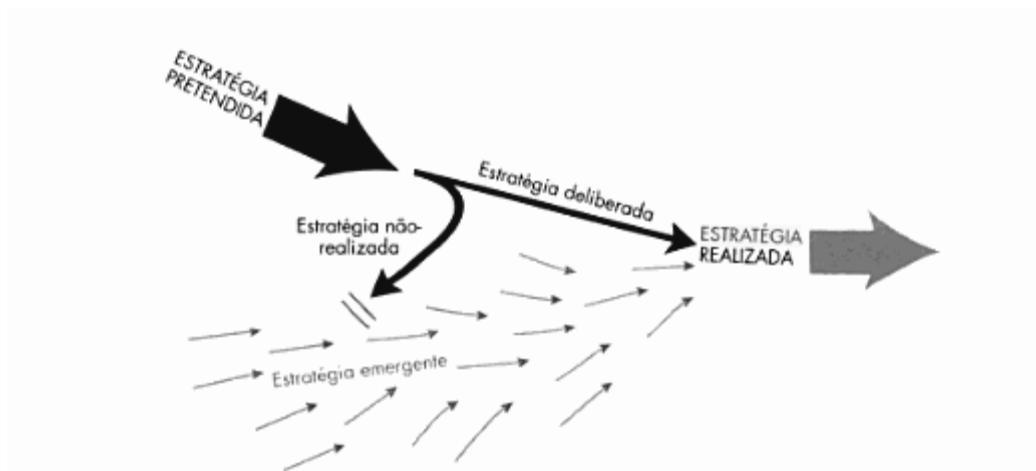 ESTRATÉGIA
PRETENDIDA
Estratégia deliberada
Estratégia não-
realizada
ESTRATÉGIA
REALIZADA
Estratégia emergente